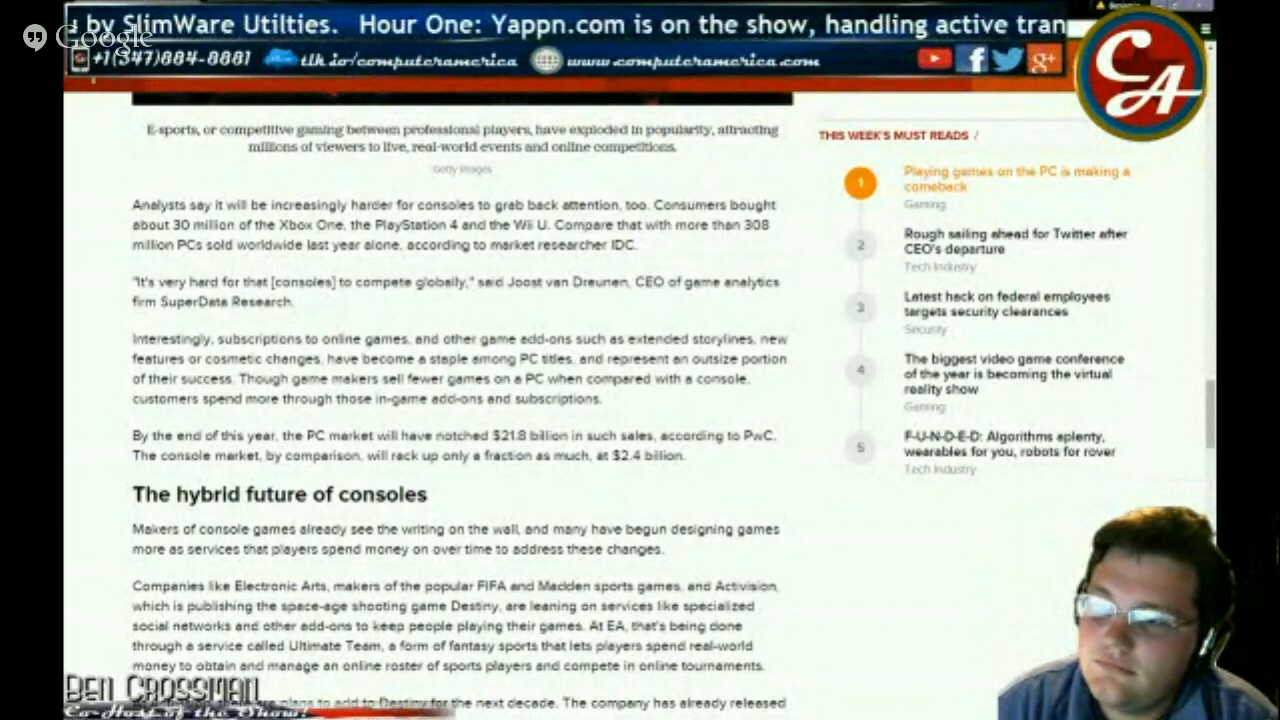 by SlimWare Utilties. Hour One: Yappn.com is on the show, handling active tran
Google
+1(347)884-8881 tlk.io/computeramerica www.computeramerica.com
CA
E-sports, or competitive gaming between professional players, have exploded in popularity, attracting
millions of viewers to live, real-world events and online competitions.
Getty Images
Analysts say it will be increasingly harder for consoles to grab back attention, too. Consumers bought
about 30 million of the Xbox One, the PlayStation 4 and the Wii U. Compare that with more than 308
million PCs sold worldwide last year alone, according to market researcher IDC.
"It's very hard for that [consoles] to compete globally," said Joost van Dreunen, CEO of game analytics
firm SuperData Research.
Interestingly, subscriptions to online games, and other game add-ons such as extended storylines, new
features or cosmetic changes, have become a staple among PC titles, and represent an outsize portion
of their success. Though game makers sell fewer games on a PC when compared with a console,
customers spend more through those in-game add-ons and subscriptions.
By the end of this year, the PC market will have notched $21.8 billion in such sales, according to PwC.
The console market, by comparison, will rack up only a fraction as much, at $2.4 billion.
The hybrid future of consoles
Makers of console games already see the writing on the wall, and many have begun designing games
more as services that players spend money on over time to address these changes.
Companies like Electronic Arts, makers of the popular FIFA and Madden sports games, and Activision,
which is publishing the space-age shooting game Destiny, are leaning on services like specialized
social networks and other add-ons to keep people playing their games. At EA, that's being done
through a service called Ultimate Team, a form of fantasy sports that lets players spend real-world
money to obtain and manage an online roster of sports players and compete in online tournaments.
plans to add to Destiny for the next decade. The company has already released
THIS WEEK'S MUST READS /
1
Playing games on the PC is making a
comeback
Gaming
2
Rough sailing ahead for Twitter after
CEO's departure
Tech Industry
3
Latest hack on federal employees
targets security clearances
Security
4
The biggest video game conference
of the year is becoming the virtual
reality show
Gaming
5
F-U-N-D-E-D: Algorithms aplenty,
wearables for you, robots for rover
Tech Industry
Ben Crossman
Co-Host of the Show!